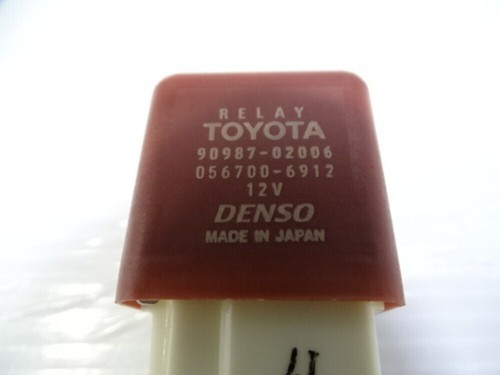 RELAY
TOYOTA
90987-02006
056700-6912
12V
DENSO
MADE IN JAPAN